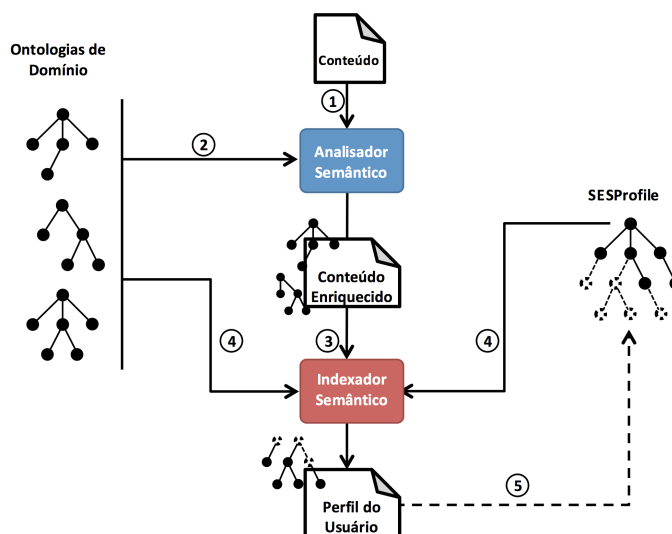 Ontologias de
Domínio
Conteúdo
1
2
Analisador
Semântico
SESProfile
Conteúdo
Enriquecido
4
3
4
Indexador
Semântico
5
Perfil do
Usuário